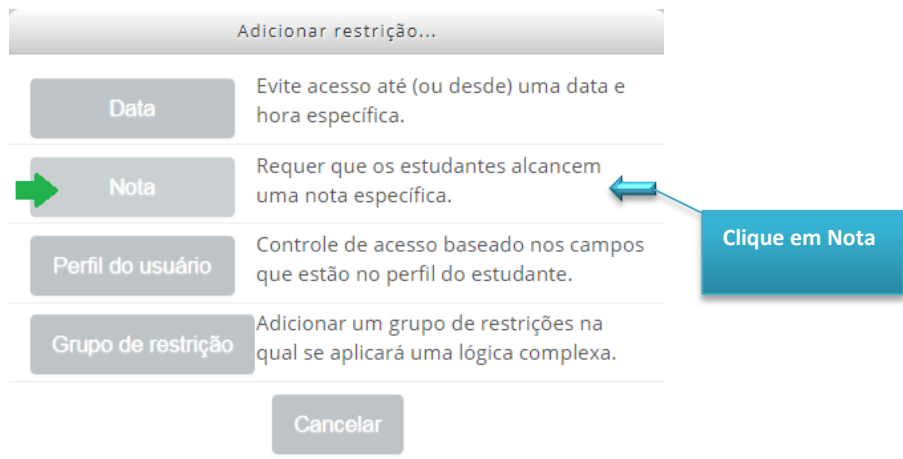 Adicionar restrição...
Data
Evite acesso até (ou desde) uma data e
hora específica.
Nota
Requer que os estudantes alcancem
uma nota específica.
Clique em Nota
Perfil do usuário
Controle de acesso baseado nos campos
que estão no perfil do estudante.
Grupo de restrição
Adicionar um grupo de restrições na
qual se aplicará uma lógica complexa.
Cancelar